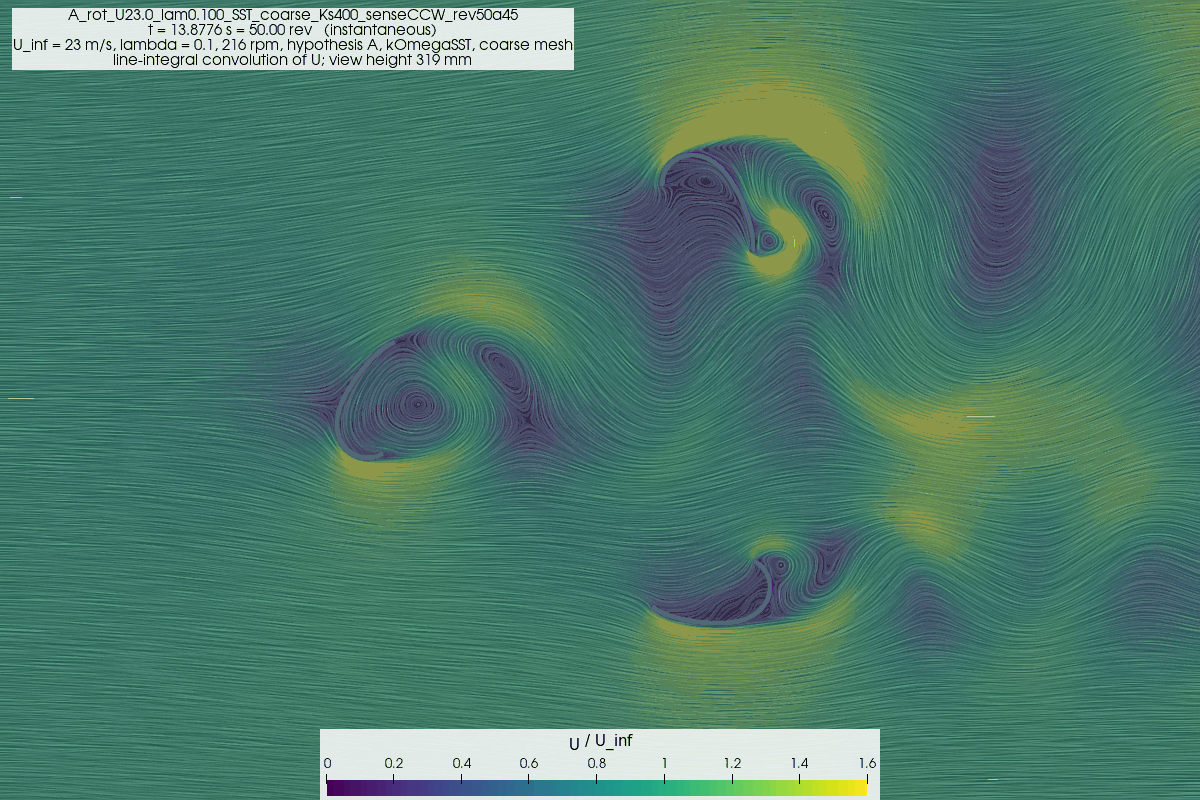 A_rot_U23.0_lam0.100_SST_coarse_Ks400_senseCCW_rev50a45
t = 13.8776 s = 50.00 rev (instantaneous)
U_inf = 23 m/s, lambda = 0.1, 216 rpm, hypothesis A, kOmegaSST, coarse mesh
line-integral convolution of U; view height 319 mm
U / U_inf
0 0.2 0.4 0.6 0.8 1 1.2 1.4 1.6